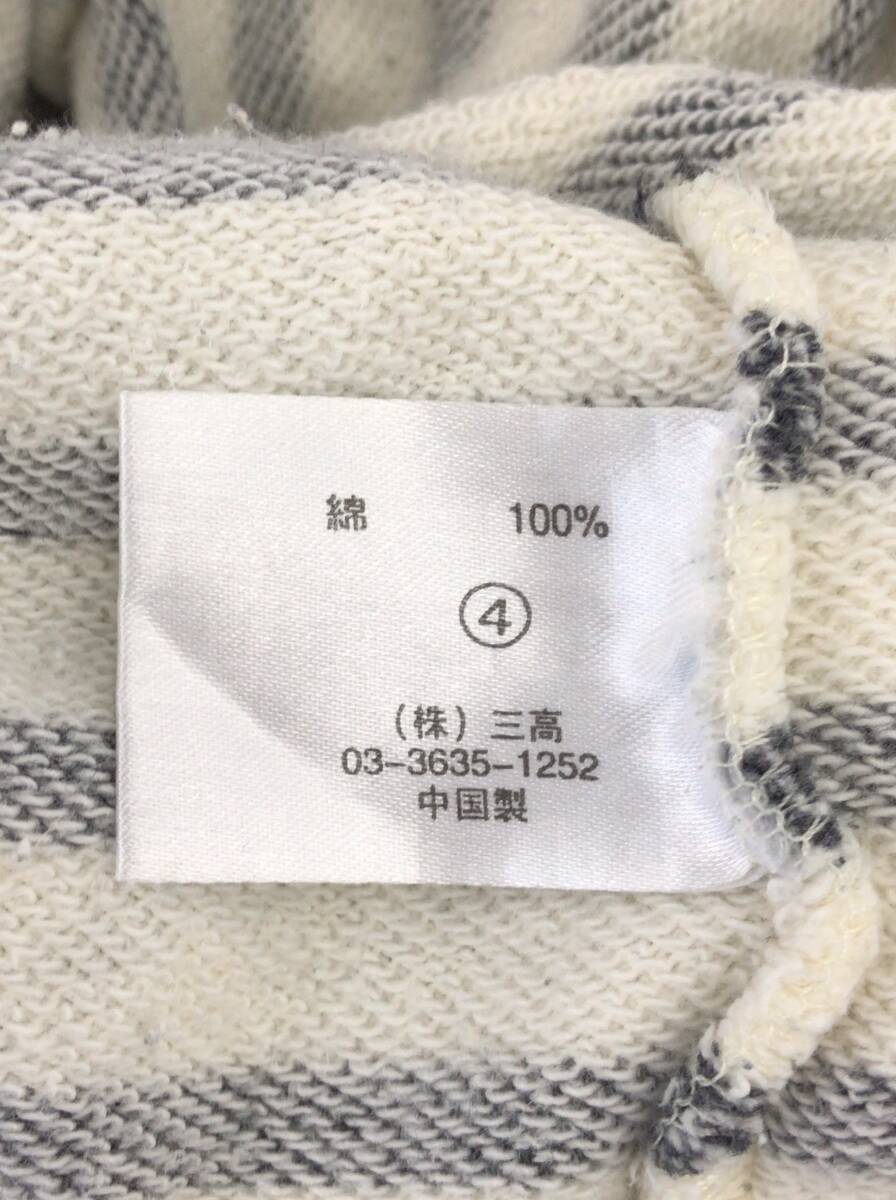 綿 100%
④
(株)三高
03-3635-1252
中国製